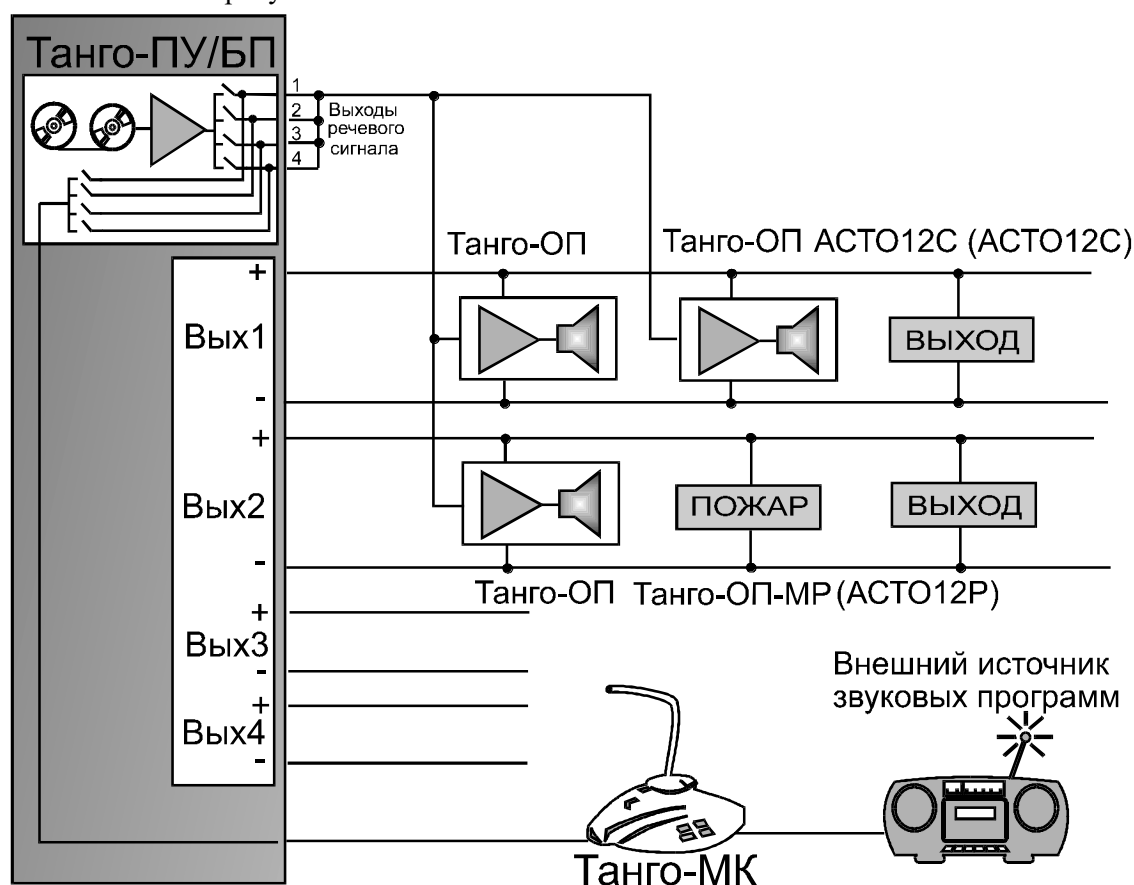 Танго-ПУ/БП
1
2
3
4
Выходы
речевого
сигнала
Танго-ОП
Танго-ОП АСТО12С (АСТО12С)
+
Вых1
-
ВЫХОД
+
Вых2
-
ПОЖАР
ВЫХОД
Танго-ОП
Танго-ОП-МР (АСТО12Р)
+
Вых3
-
+
Вых4
-
Внешний источник
звуковых программ
Танго-МК